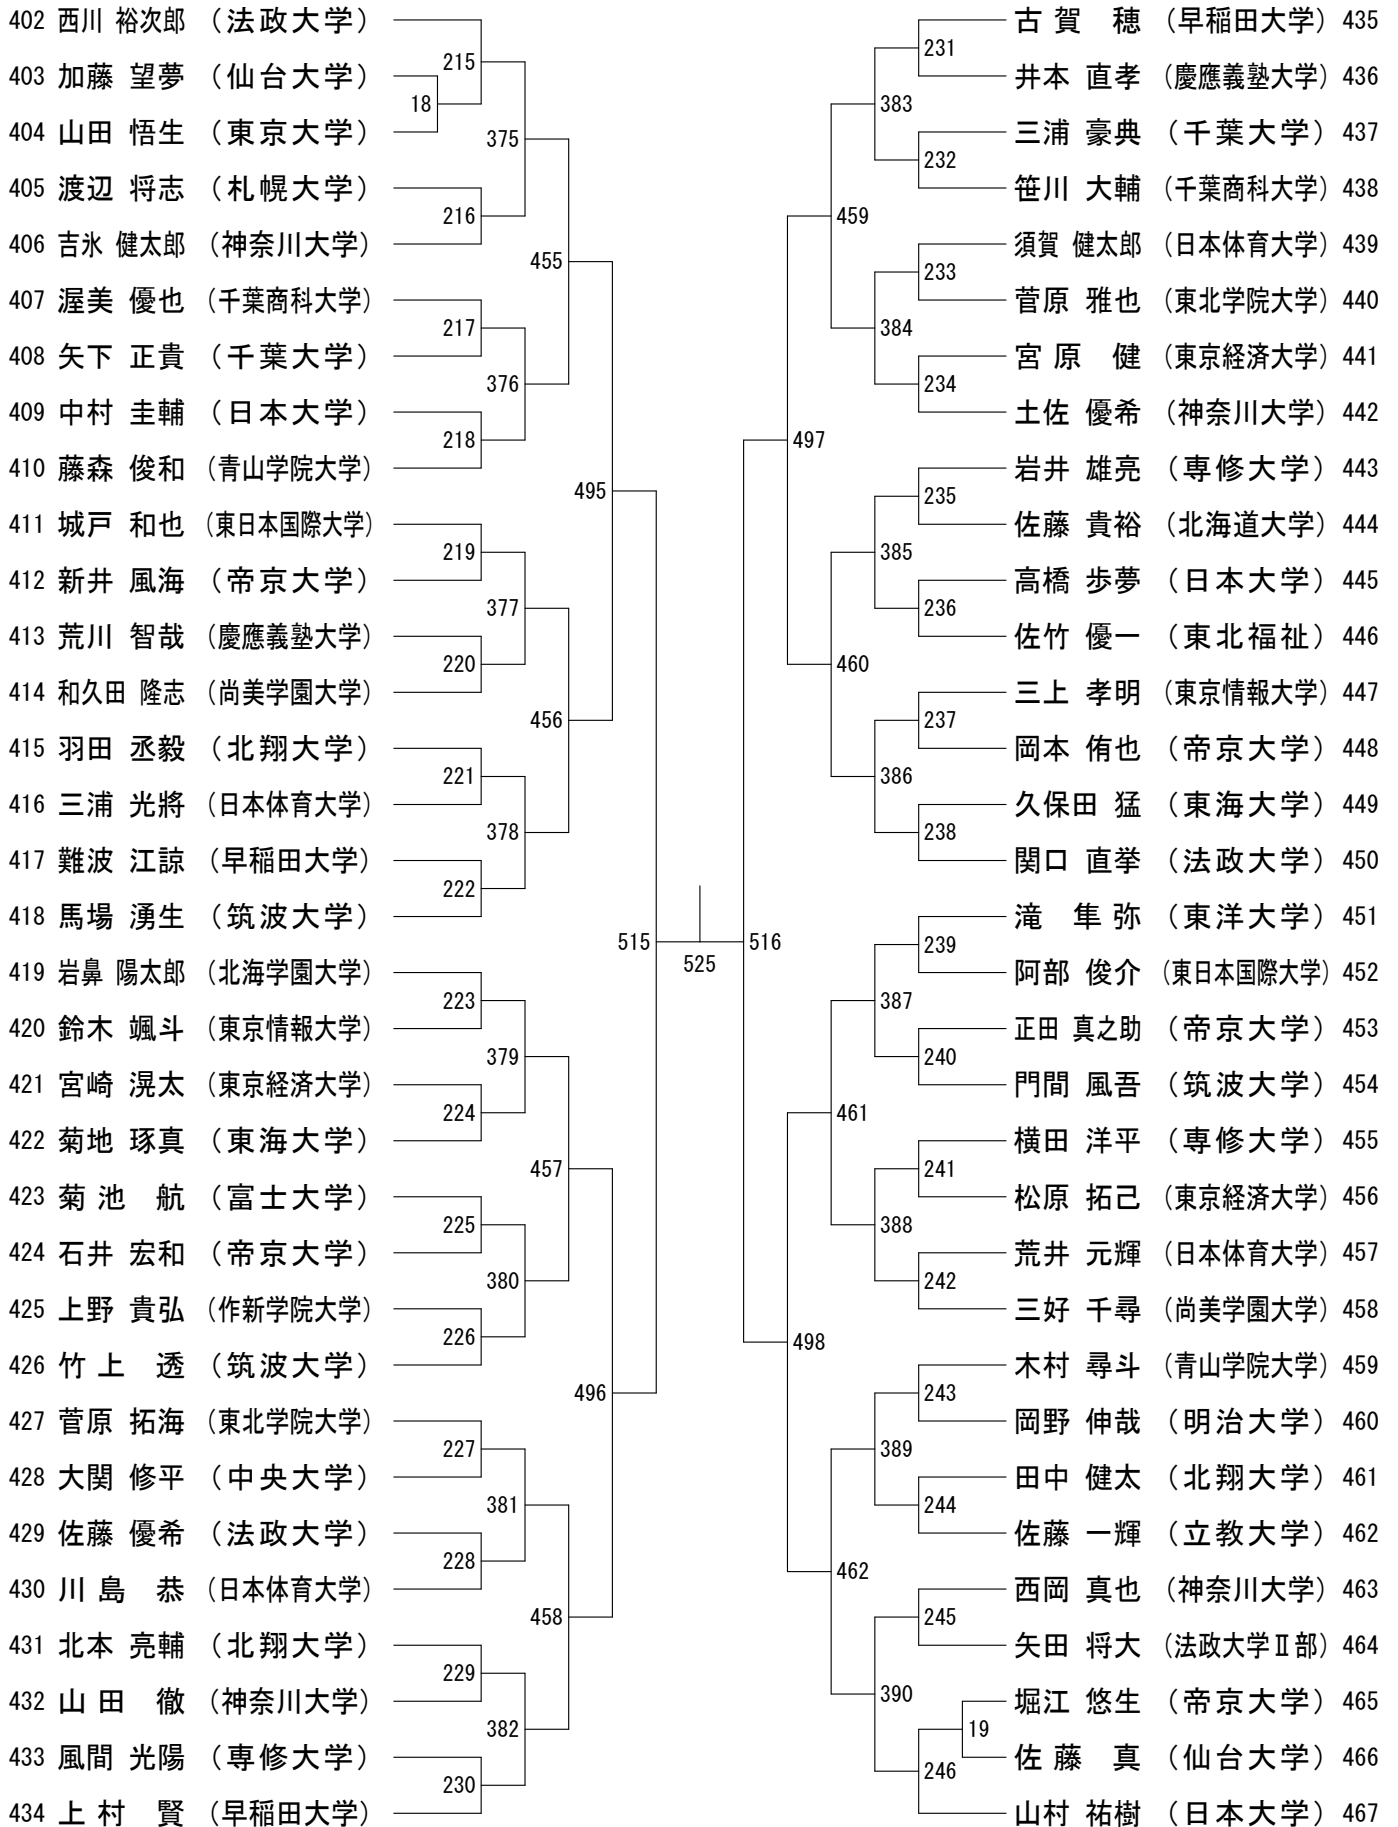 402 西川 裕次郎 （法政大学）
215
403 加藤 望夢 （仙台大学）
18
404 山田 悟生 （東京大学）
375
405 渡辺 将志 （札幌大学）
216
406 吉氷 健太郎 （神奈川大学）
455
407 渥美 優也 （千葉商科大学）
217
408 矢下 正貴 （千葉大学）
376
409 中村 圭輔 （日本大学）
218
410 藤森 俊和 （青山学院大学）
495
411 城戸 和也 （東日本国際大学）
219
412 新井 風海 （帝京大学）
377
413 荒川 智哉 （慶應義塾大学）
220
414 和久田 隆志 （尚美学園大学）
456
415 羽田 丞毅 （北翔大学）
221
416 三浦 光將 （日本体育大学）
378
417 難波 江諒 （早稲田大学）
222
418 馬場 湧生 （筑波大学）
515
525
419 岩鼻 陽太郎 （北海学園大学）
223
420 鈴木 颯斗 （東京情報大学）
379
421 宮崎 滉太 （東京経済大学）
224
422 菊地 琢真 （東海大学）
457
423 菊池 航 （富士大学）
225
424 石井 宏和 （帝京大学）
380
425 上野 貴弘 （作新学院大学）
226
426 竹上 透 （筑波大学）
496
427 菅原 拓海 （東北学院大学）
227
428 大関 修平 （中央大学）
381
429 佐藤 優希 （法政大学）
228
430 川島 恭 （日本体育大学）
458
431 北本 亮輔 （北翔大学）
229
432 山田 徹 （神奈川大学）
382
433 風間 光陽 （専修大学）
230
434 上村 賢 （早稲田大学）
古賀 穂 （早稲田大学） 435
231
井本 直孝 （慶應義塾大学） 436
383
三浦 豪典 （千葉大学） 437
232
笹川 大輔 （千葉商科大学） 438
459
須賀 健太郎 （日本体育大学） 439
233
菅原 雅也 （東北学院大学） 440
384
宮原 健 （東京経済大学） 441
234
土佐 優希 （神奈川大学） 442
497
岩井 雄亮 （専修大学） 443
235
佐藤 貴裕 （北海道大学） 444
385
高橋 歩夢 （日本大学） 445
236
佐竹 優一 （東北福祉） 446
460
三上 孝明 （東京情報大学） 447
237
岡本 侑也 （帝京大学） 448
386
久保田 猛 （東海大学） 449
238
関口 直挙 （法政大学） 450
滝 隼弥 （東洋大学） 451
516
239
阿部 俊介 （東日本国際大学） 452
387
正田 真之助 （帝京大学） 453
240
門間 風吾 （筑波大学） 454
461
横田 洋平 （専修大学） 455
241
松原 拓己 （東京経済大学） 456
388
荒井 元輝 （日本体育大学） 457
242
三好 千尋 （尚美学園大学） 458
498
木村 尋斗 （青山学院大学） 459
243
岡野 伸哉 （明治大学） 460
389
田中 健太 （北翔大学） 461
244
佐藤 一輝 （立教大学） 462
462
西岡 真也 （神奈川大学） 463
245
矢田 将大 （法政大学Ⅱ部） 464
390
堀江 悠生 （帝京大学） 465
19
佐藤 真 （仙台大学） 466
246
山村 祐樹 （日本大学） 467